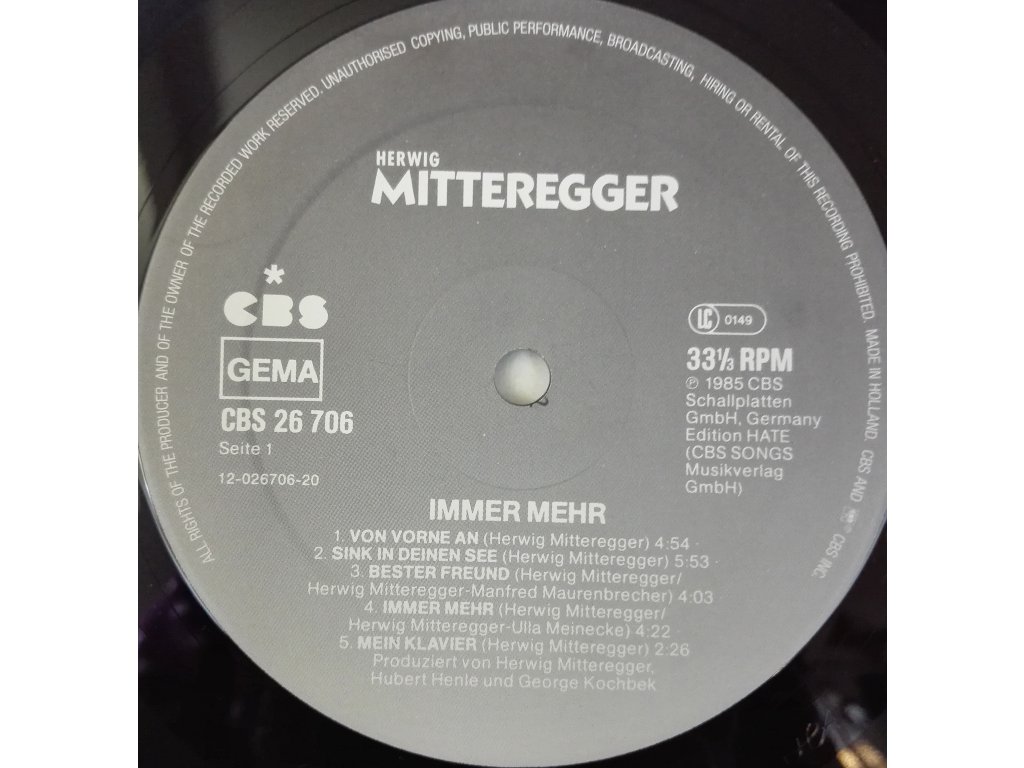 ALL RIGHTS OF THE PRODUCER AND OF THE OWNER OF THE RECORDED WORK RESERVED. UNAUTHORISED COPYING, PUBLIC PERFORMANCE, BROADCASTING, HIRING OR RENTAL OF THIS RECORDING PROHIBITED. MADE IN HOLLAND. CBS AND CBS INC
HERWIG
MITTEREGGER
*
CBS
GEMA
CBS 26 706
Seite 1
12-026706-20
LC 0149
33⅓ RPM
℗ 1985 CBS
Schallplatten
GmbH, Germany
Edition HATE
(CBS SONGS
Musikverlag
GmbH)
IMMER MEHR
1. VON VORNE AN (Herwig Mitteregger) 4:54 ·
2. SINK IN DEINEN SEE (Herwig Mitteregger) 5:53 ·
3. BESTER FREUND (Herwig Mitteregger/
Herwig Mitteregger-Manfred Maurenbrecher) 4:03
4. IMMER MEHR (Herwig Mitteregger/
Herwig Mitteregger-Ulla Meinecke) 4:22
5. MEIN KLAVIER (Herwig Mitteregger) 2:26
Produziert von Herwig Mitteregger,
Hubert Henle und George Kochbek